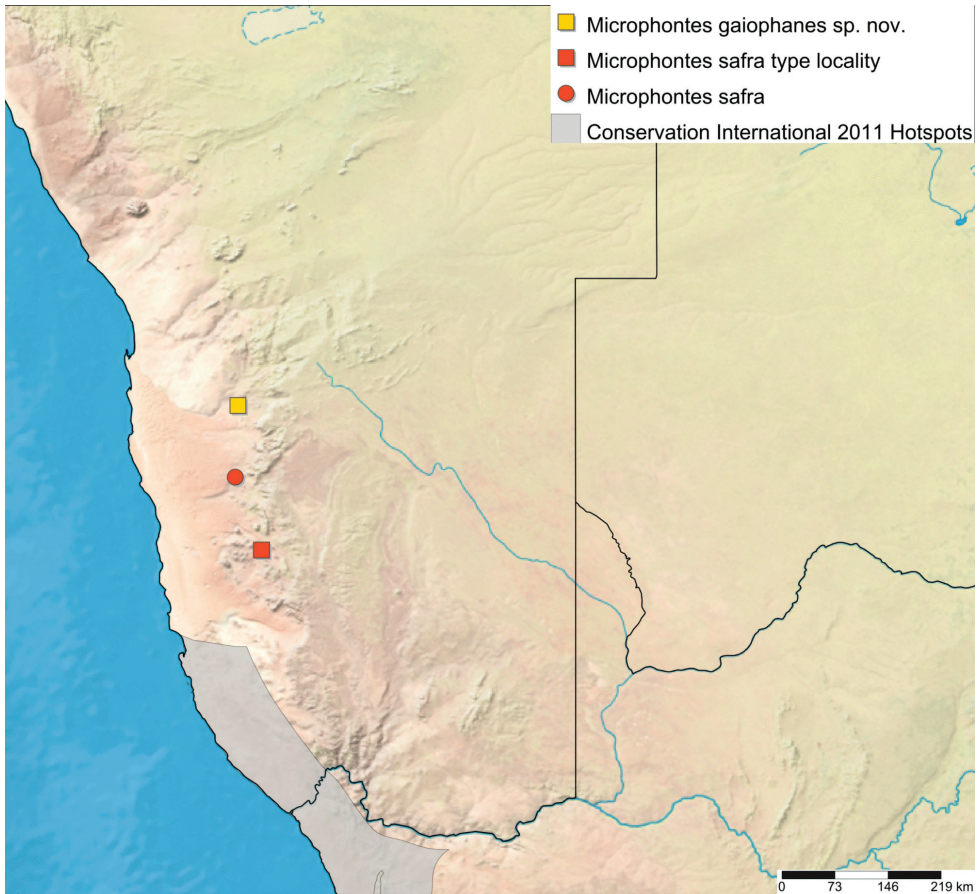 Microphontes gaiophanes sp. nov.
Microphontes safra type locality
Microphontes safra
Conservation International 2011 Hotspots
0 73 146 219 km